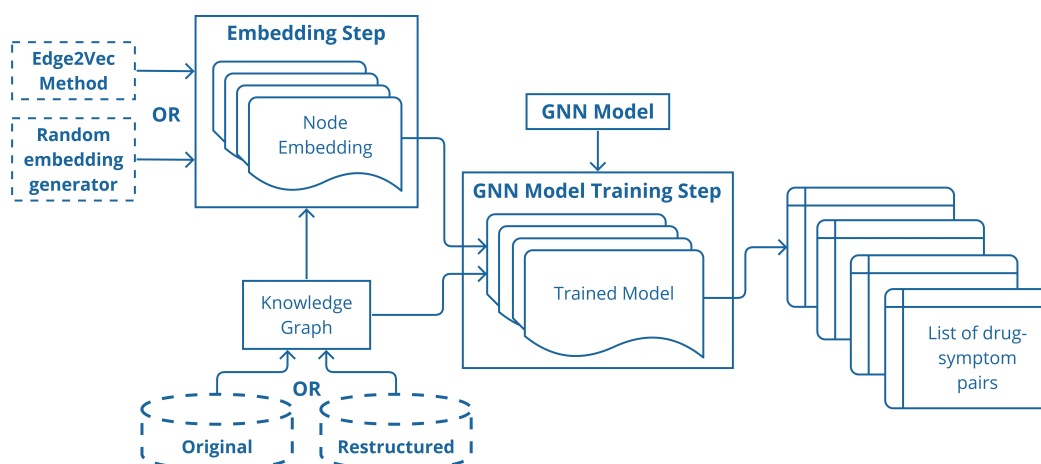 Embedding Step
Edge2Vec
Method
OR
Random
embedding
generator
Node
Embedding
GNN Model
GNN Model Training Step
Trained Model
Knowledge
Graph
OR
Original
Restructured
List of drug-
symptom
pairs